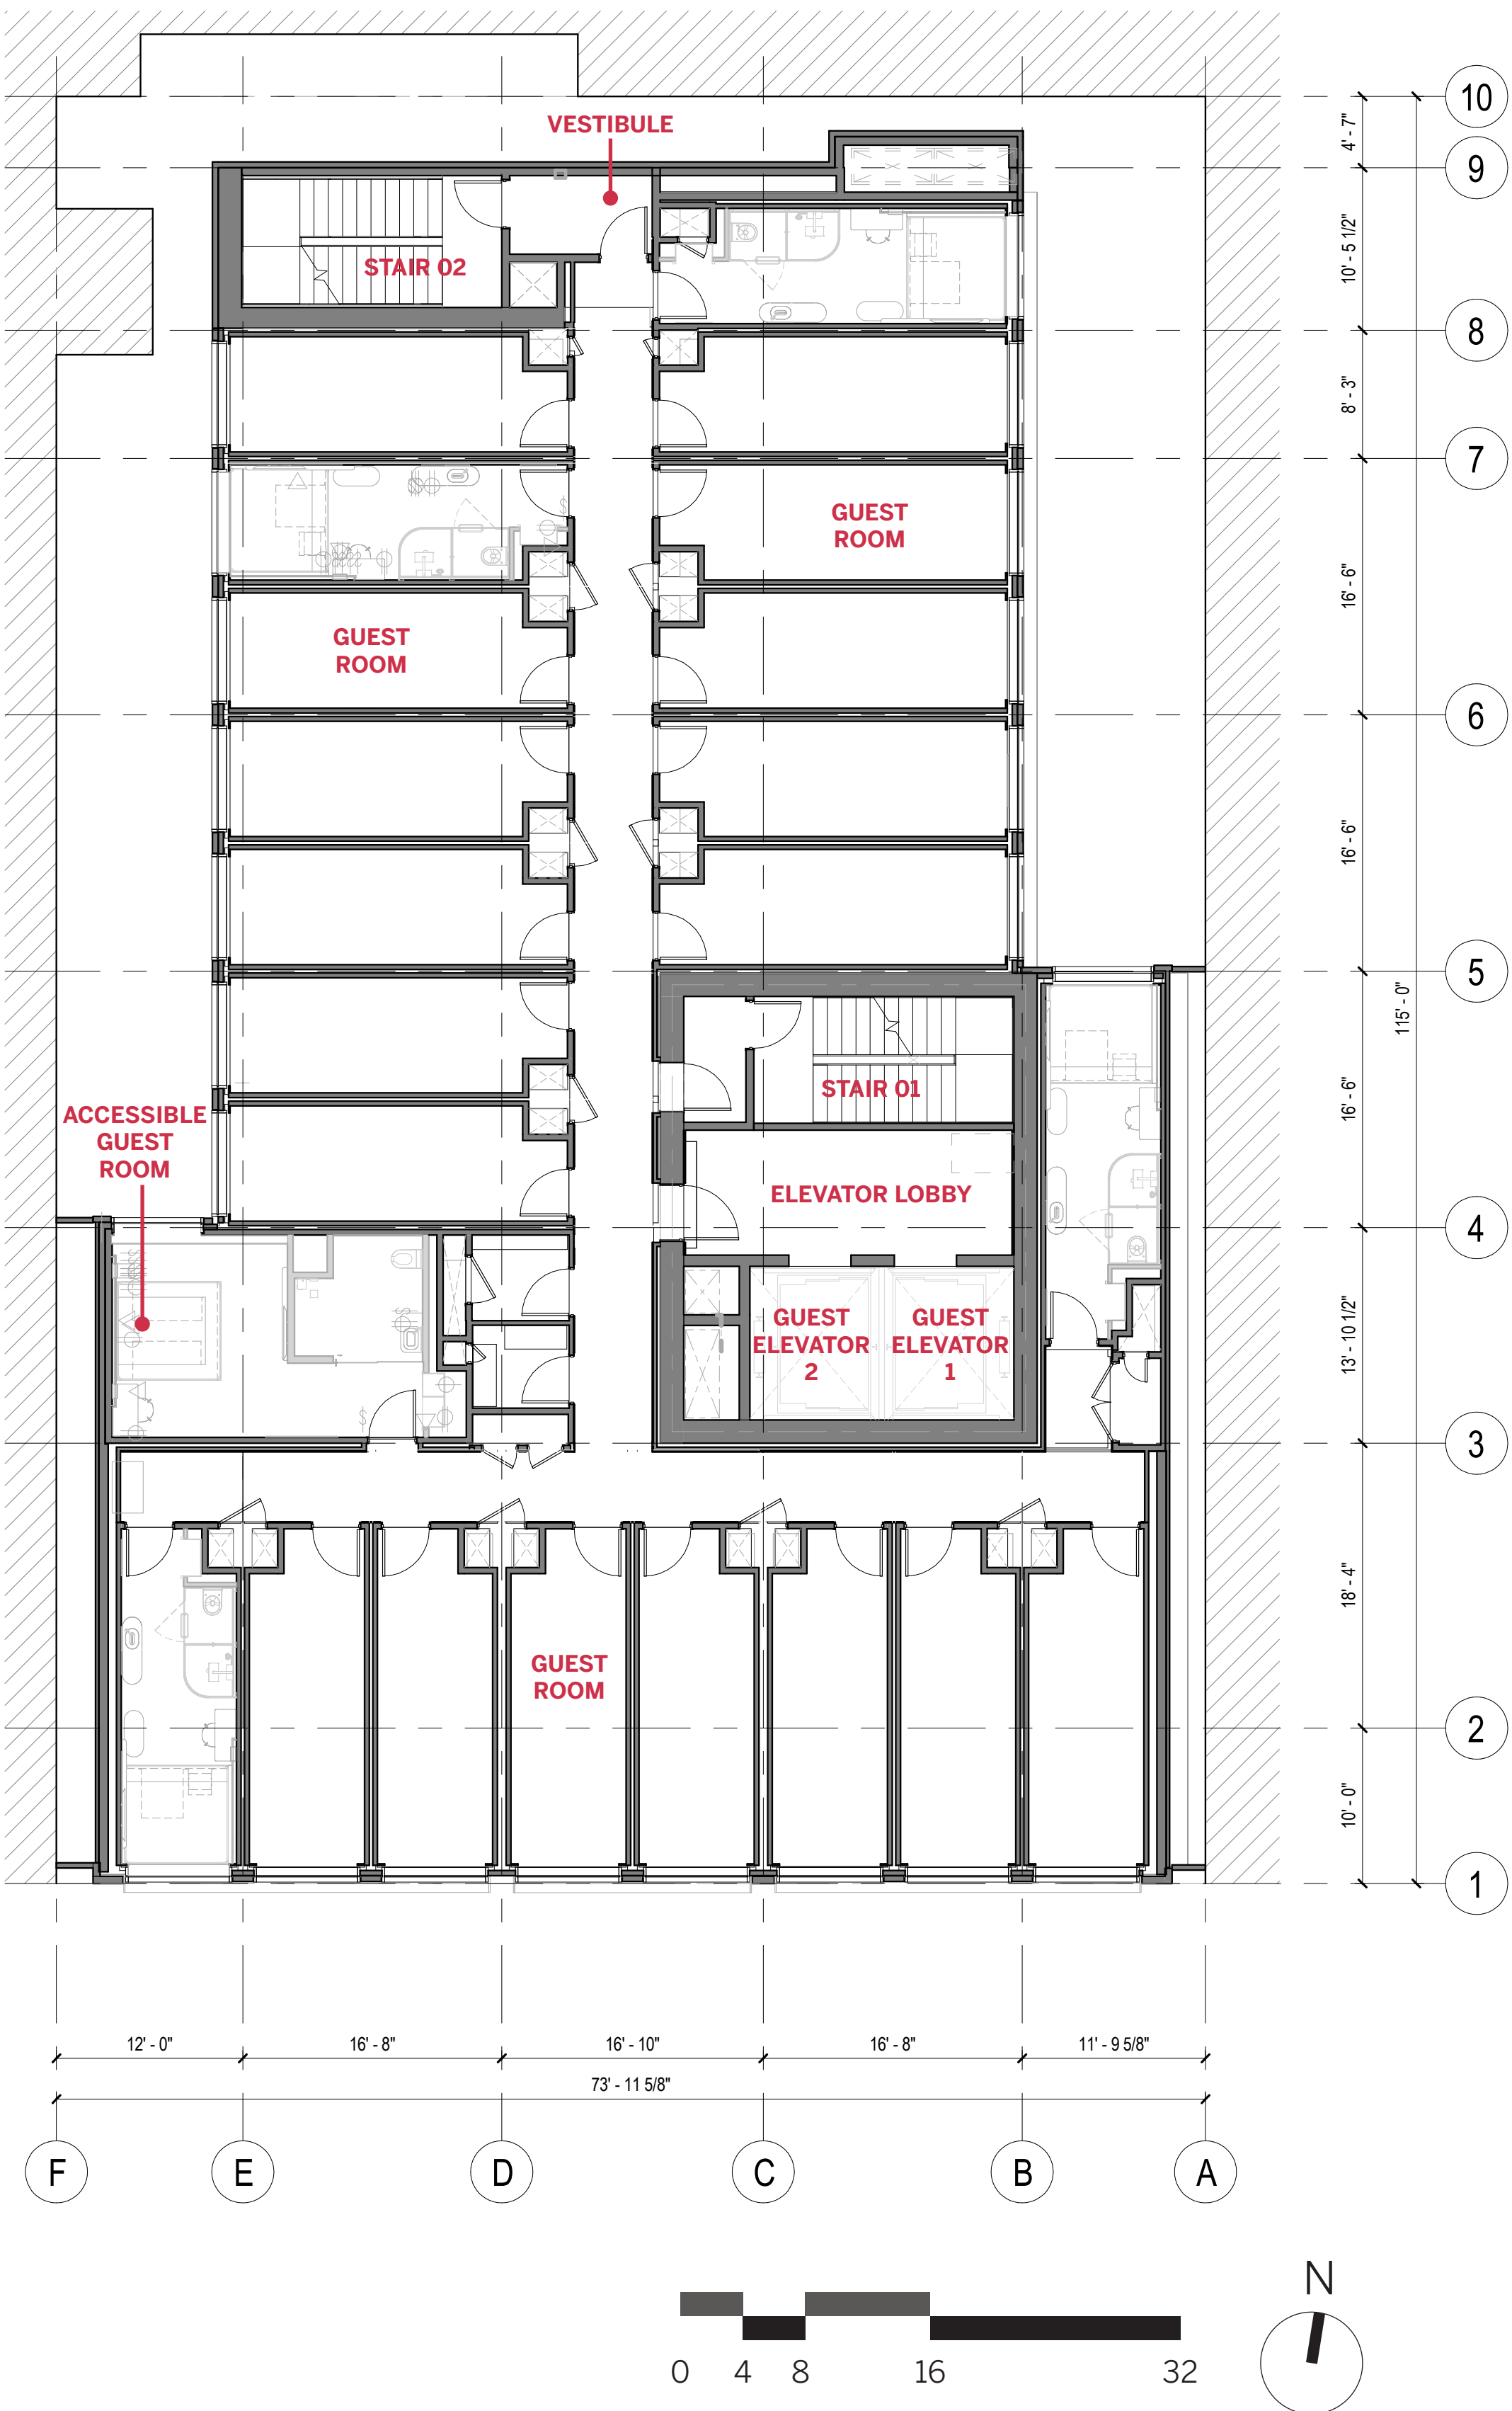 10
4' - 7"
VESTIBULE
9
10' - 5 1/2"
STAIR 02
8
8' - 3"
7
GUEST
ROOM
16' - 6"
GUEST
ROOM
6
16' - 6"
5
115' - 0"
STAIR 01
16' - 6"
ACCESSIBLE
GUEST
ROOM
ELEVATOR LOBBY
4
GUEST
ELEVATOR
2
GUEST
ELEVATOR
1
13' - 10 1/2"
3
18' - 4"
GUEST
ROOM
2
10' - 0"
1
12' - 0"
16' - 8"
16' - 10"
16' - 8"
11' - 9 5/8"
73' - 11 5/8"
F
E
D
C
B
A
N
0
4
8
16
32